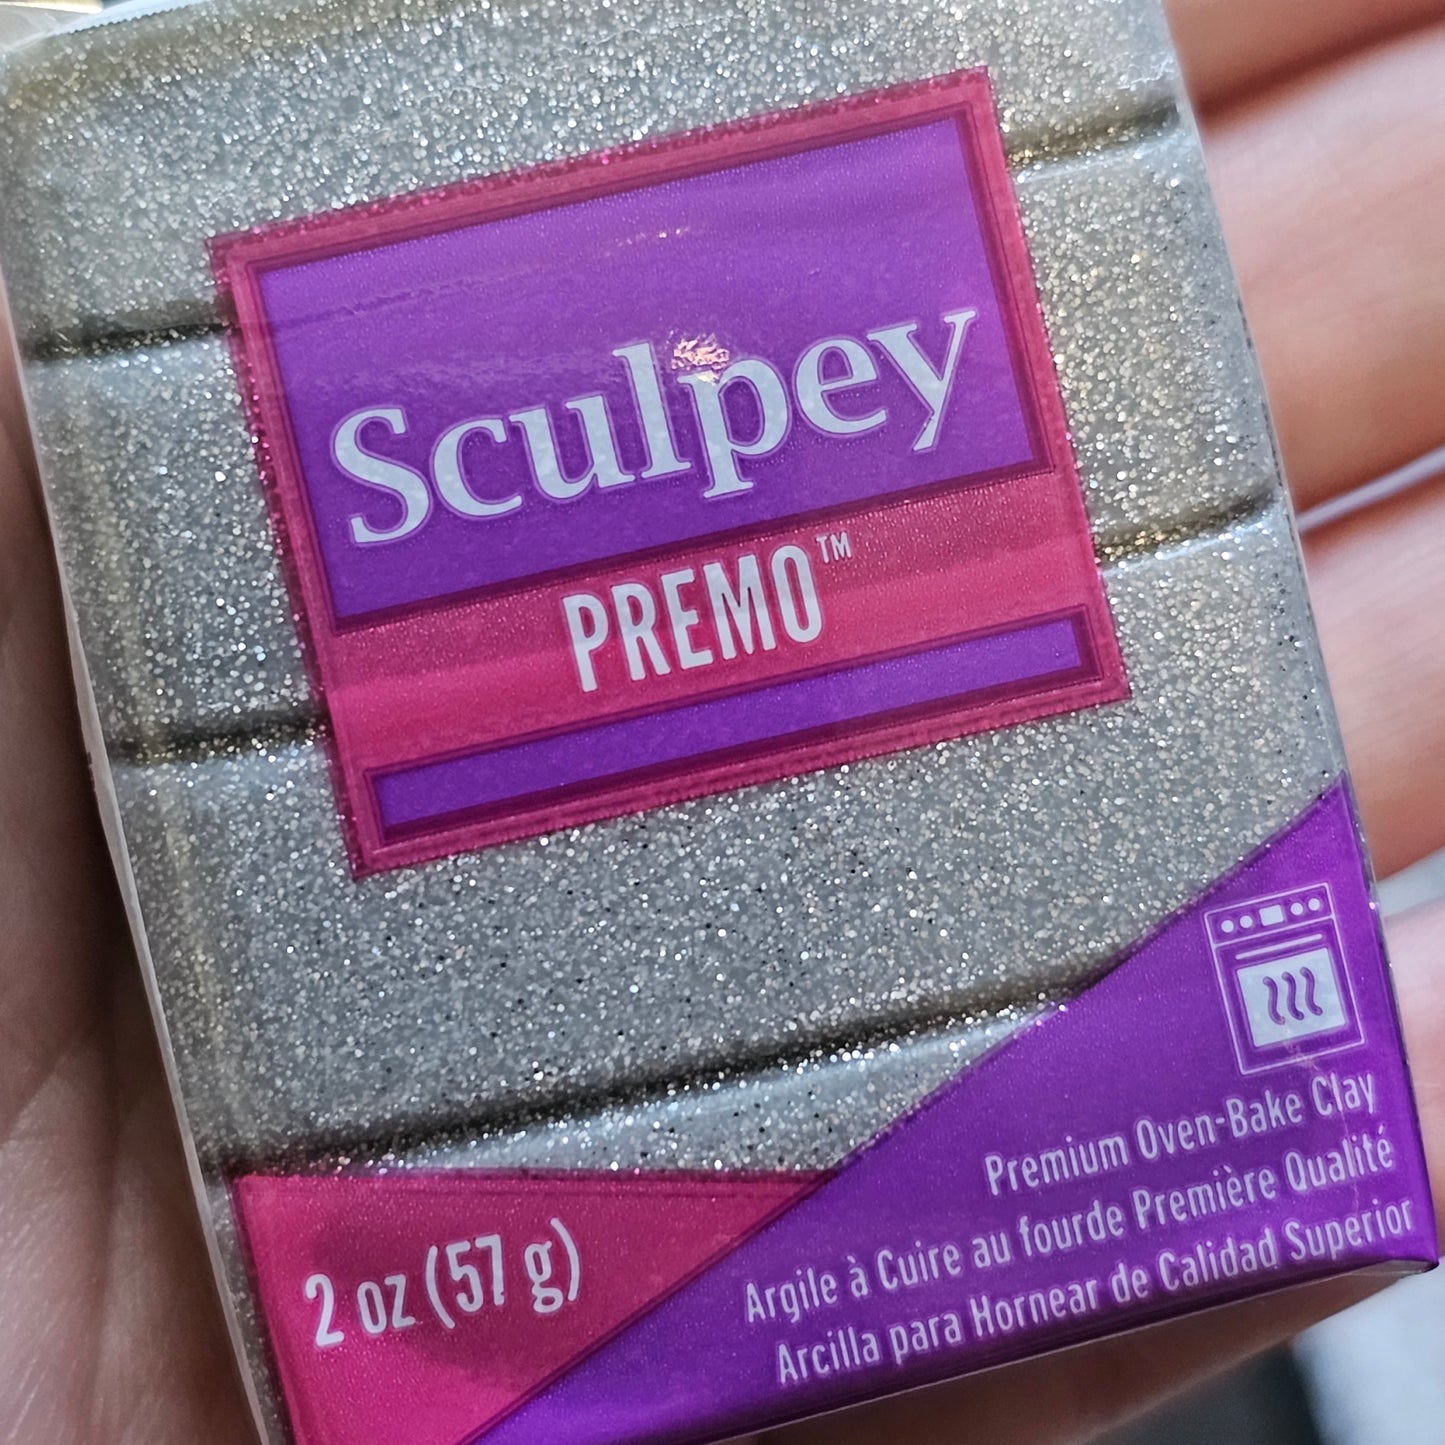 Sculpey
PREMO™
2 oz (57 g)
Premium Oven-Bake Clay
Argile à Cuire au fourde Première Qualité
Arcilla para Hornear de Calidad Superior